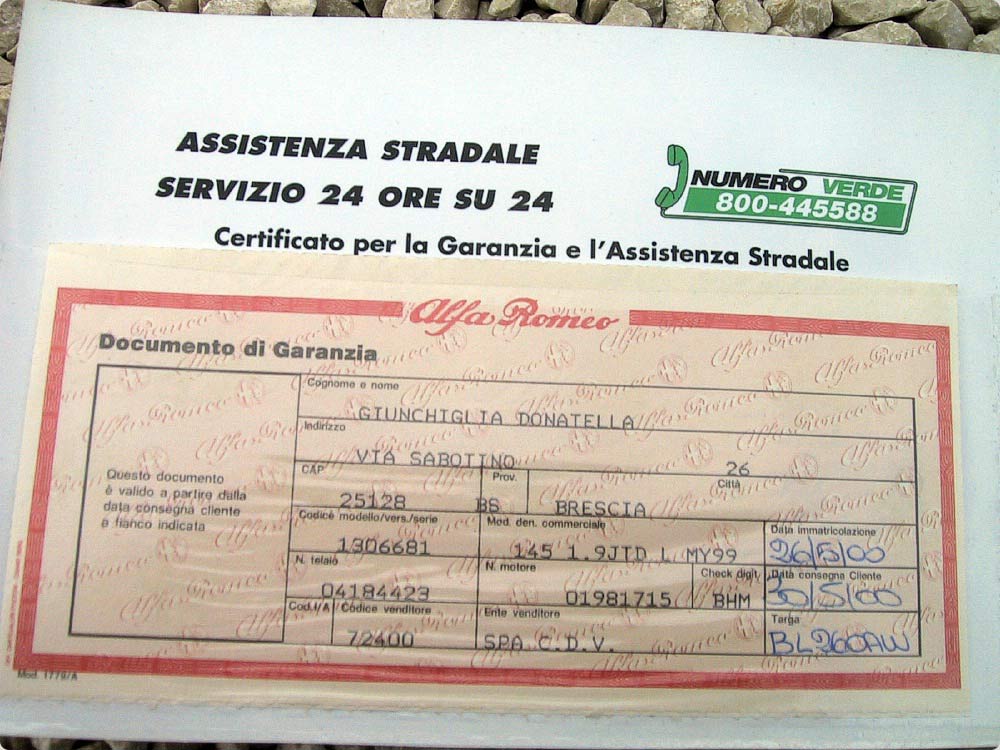 ASSISTENZA STRADALE
SERVIZIO 24 ORE SU 24
NUMERO VERDE
800-445588
Certificato per la Garanzia e l'Assistenza Stradale
Alfa Romeo
Documento di Garanzia
Questo documento
è valido a partire dalla
data consegna cliente
a fianco indicata
Cognome e nome
GIUNCHIGLIA DONATELLA
Indirizzo
VIA SABOTINO 26
CAP Prov. Città
25128 BS BRESCIA
Codice modello/vers./serie Mod. den. commerciale Data immatricolazione
1306681 145 1.9JTD L MY99 26/5/00
N. telaio N. motore Check digit. Data consegna Cliente
04184423 01981715 BHM 30/5/00
Cod.I/A Codice venditore Ente venditore Targa
72400 SPA C.D.V. BL260AW
Mod. 1779/A